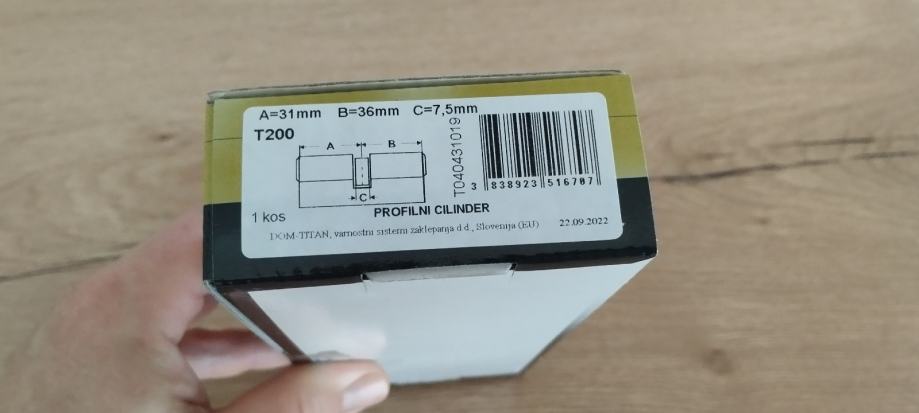 A=31mm B=36mm C=7,5mm
T200
A B
C
T040431019
3 838923 516707
1 kos
PROFILNI CILINDER
DOM-TITAN, varnostni sistemi zaklepanja d.d., Slovenija (EU) 22.09.2022